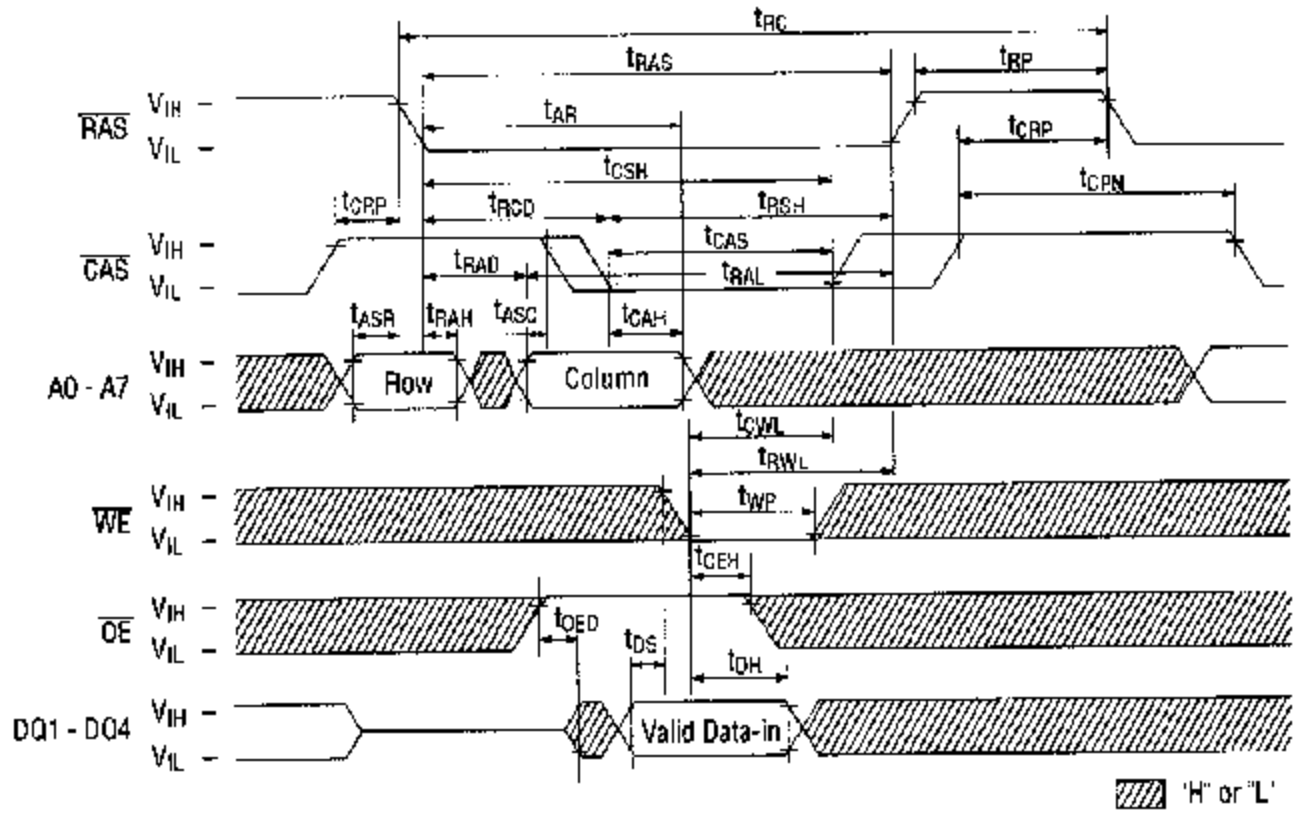 tRC
tRAS
tRP
RAS
VIH
VIL
tAR
tCRP
tCSH
tCPN
tCRP
tRCD
tRSH
CAS
VIH
VIL
tCAS
tRAD
tRAL
tASR
tRAH
tASC
tCAH
A0 - A7
VIH
VIL
Row
Column
tCWL
tRWL
WE
VIH
VIL
tWP
tOEH
OE
VIH
VIL
tOED
tDS
tDH
DQ1 - DQ4
VIH
VIL
Valid Data-in
"H" or "L"